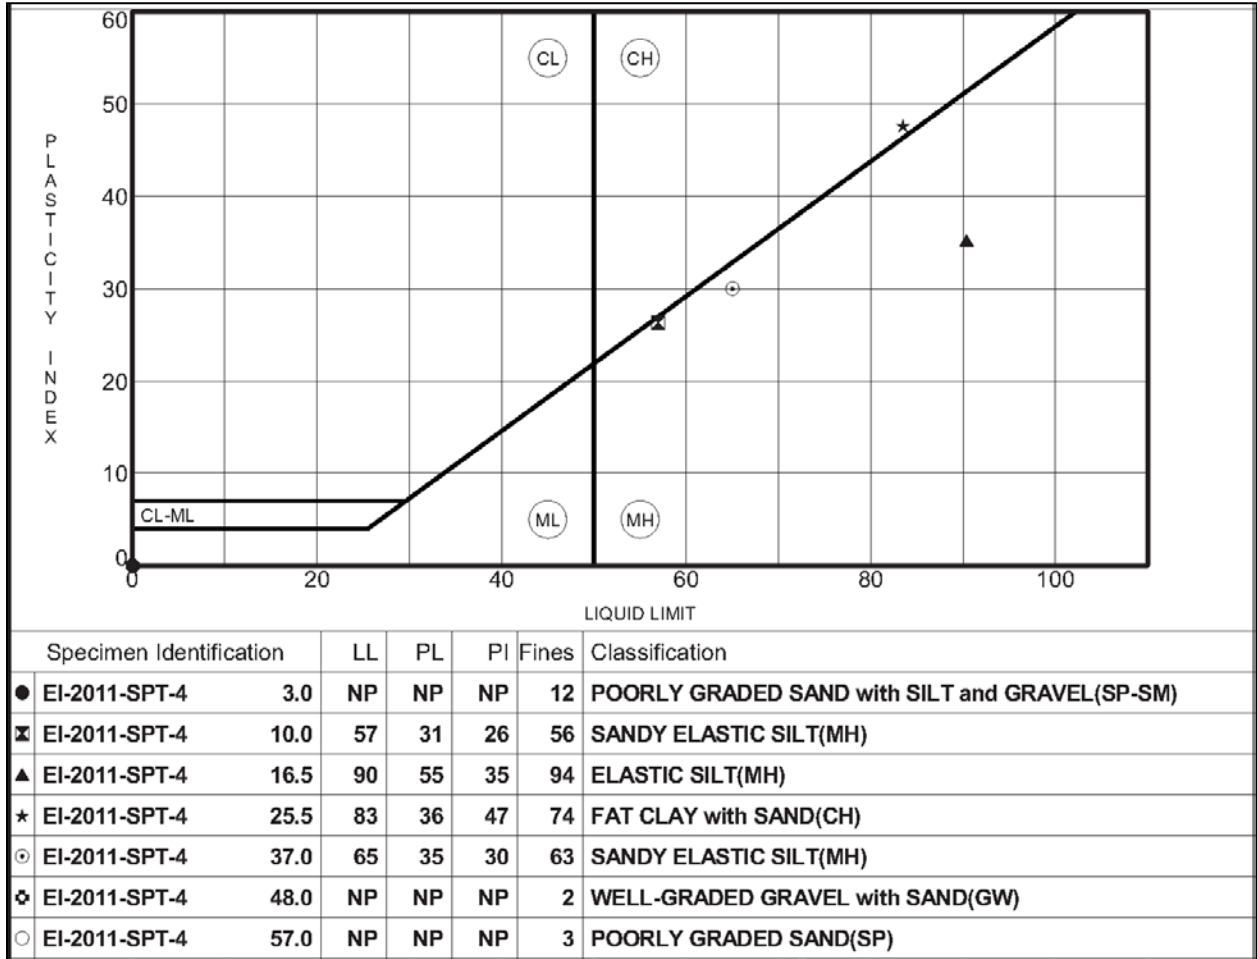 60
CL CH
50
PLASTICITY INDEX
40
30
20
10
CL-ML
ML MH
0
0 20 40 60 80 100
LIQUID LIMIT
Specimen Identification LL PL PI Fines Classification
EI-2011-SPT-4 3.0 NP NP NP 12 POORLY GRADED SAND with SILT and GRAVEL(SP-SM)
EI-2011-SPT-4 10.0 57 31 26 56 SANDY ELASTIC SILT(MH)
EI-2011-SPT-4 16.5 90 55 35 94 ELASTIC SILT(MH)
EI-2011-SPT-4 25.5 83 36 47 74 FAT CLAY with SAND(CH)
EI-2011-SPT-4 37.0 65 35 30 63 SANDY ELASTIC SILT(MH)
EI-2011-SPT-4 48.0 NP NP NP 2 WELL-GRADED GRAVEL with SAND(GW)
EI-2011-SPT-4 57.0 NP NP NP 3 POORLY GRADED SAND(SP)